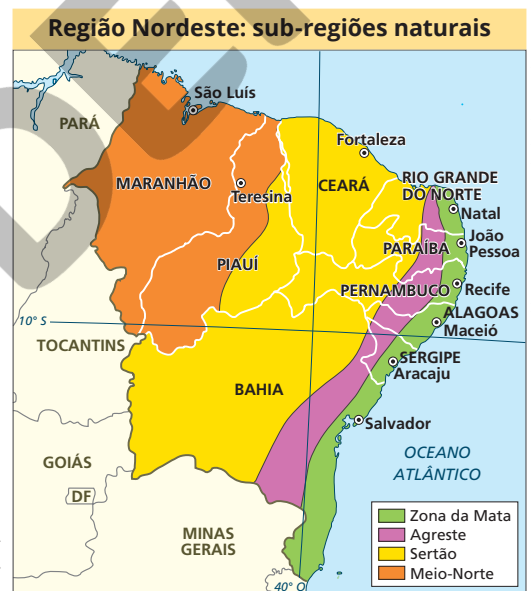 Região Nordeste: sub-regiões naturais
São Luís
PARÁ
Fortaleza
MARANHÃO
Teresina
CEARÁ
RIO GRANDE
DO NORTE
Natal
João
Pessoa
PARAÍBA
PIAUÍ
PERNAMBUCO
Recife
ALAGOAS
Maceió
10° S
TOCANTINS
SERGIPE
Aracaju
BAHIA
Salvador
OCEANO
ATLÂNTICO
GOIÁS
DF
MINAS
GERAIS
40° O
Zona da Mata
Agreste
Sertão
Meio-Norte